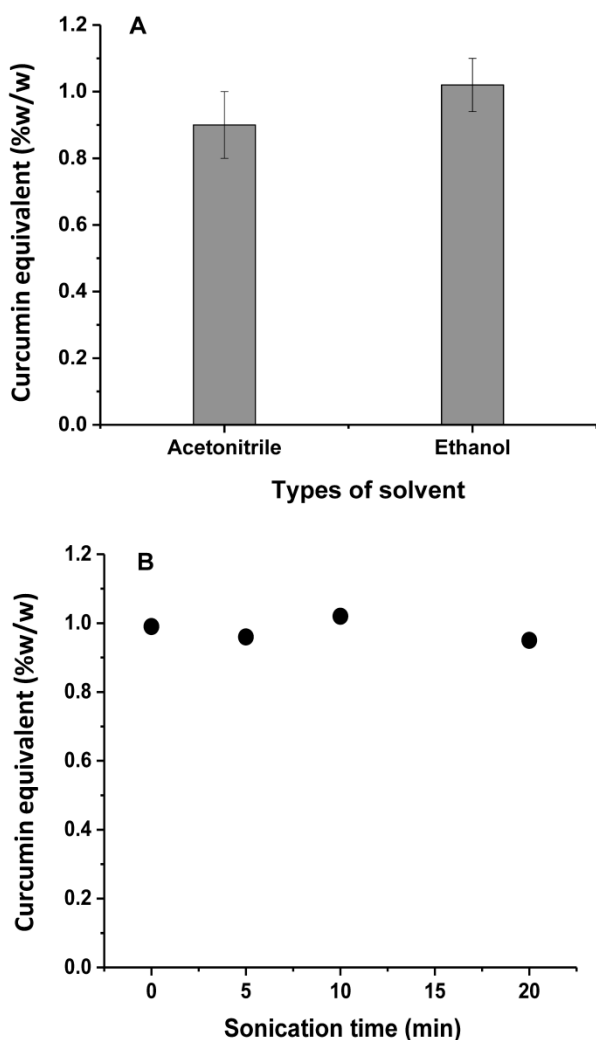 A
Curcumin equivalent (%w/w)
1.2
1.0
0.8
0.6
0.4
0.2
0.0
Acetonitrile Ethanol
Types of solvent
B
Curcumin equivalent (%w/w)
1.2
1.0
0.8
0.6
0.4
0.2
0.0
0 5 10 15 20
Sonication time (min)